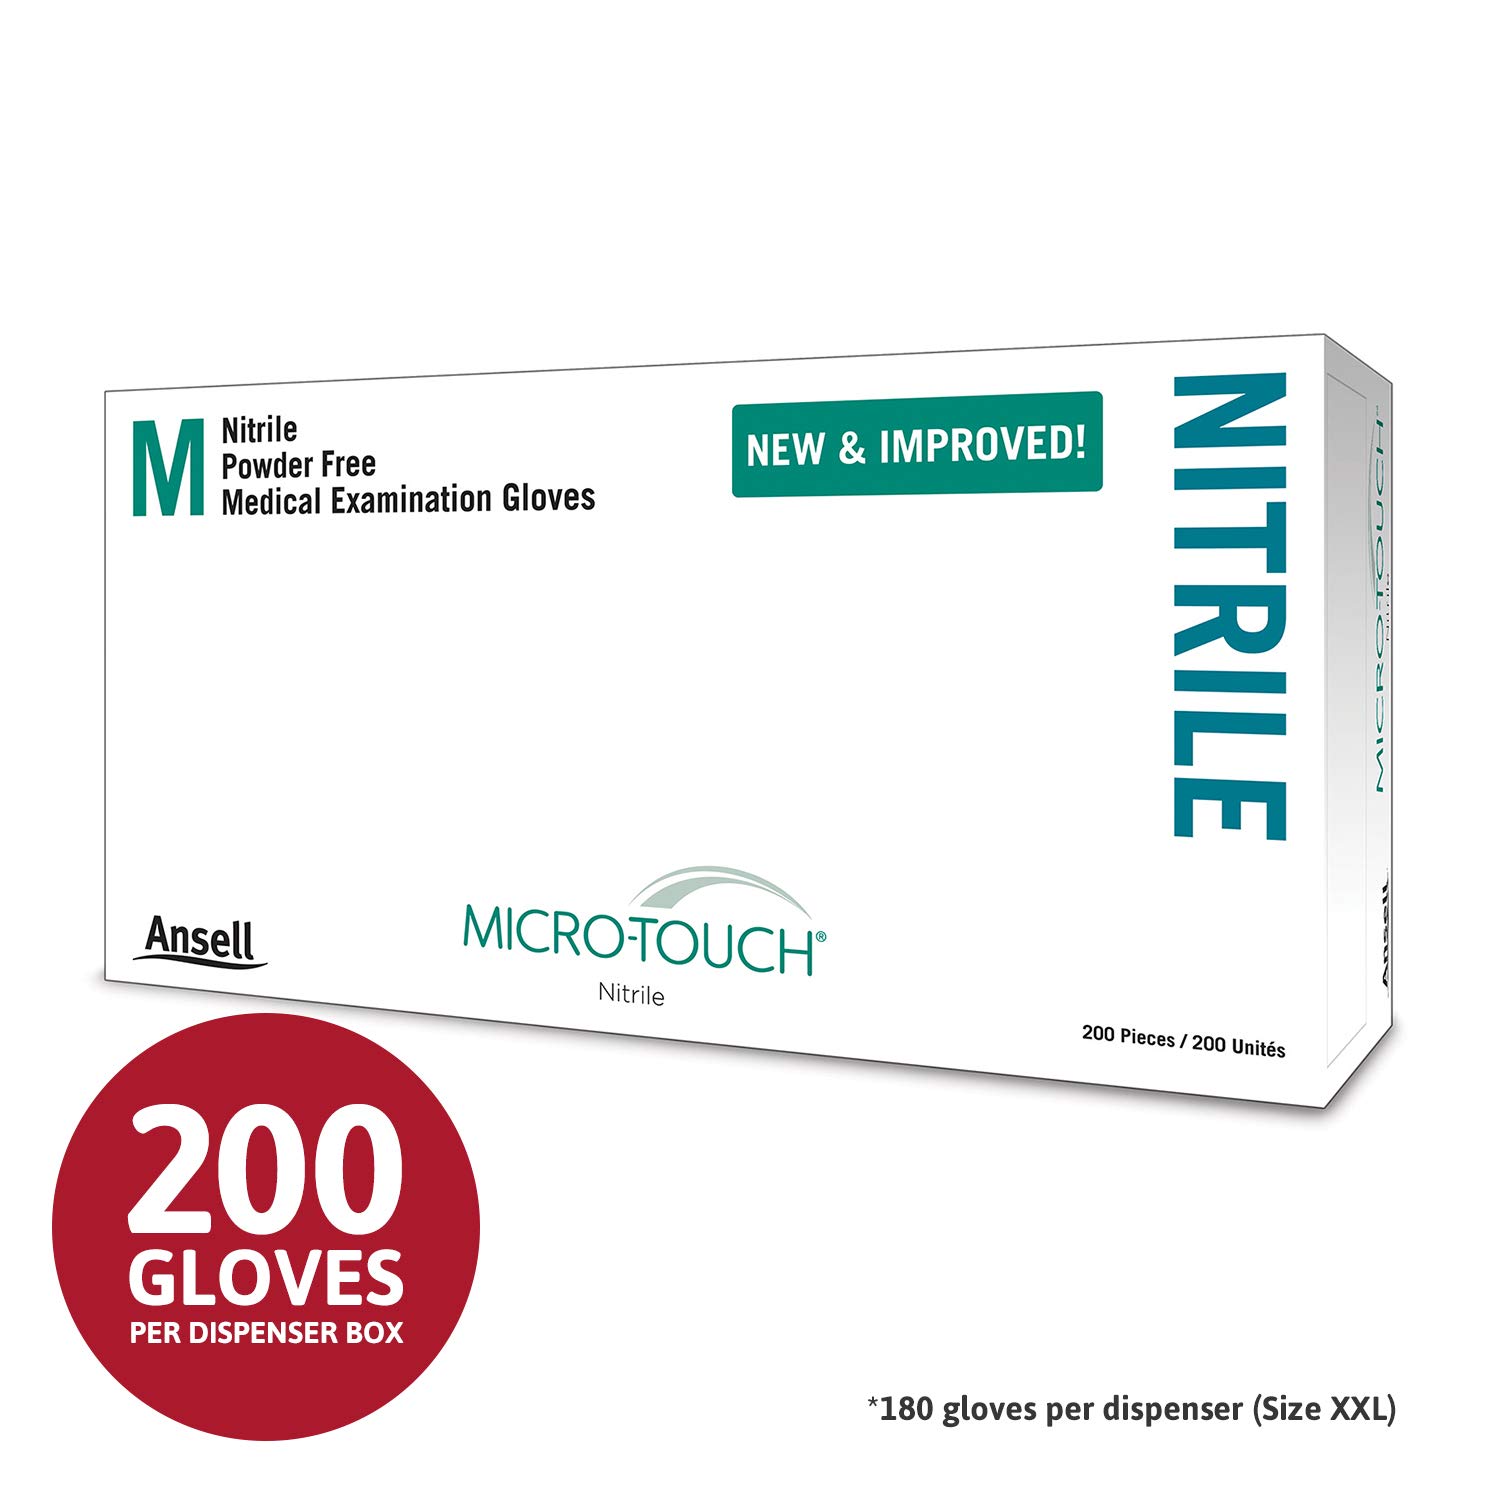 M
Nitrile
Powder Free
Medical Examination Gloves
NEW & IMPROVED!
NITRILE
MICRO-TOUCH
Nitrile
Ansell
Ansell
MICRO-TOUCH®
Nitrile
200 Pieces / 200 Unités
200
GLOVES
PER DISPENSER BOX
*180 gloves per dispenser (Size XXL)